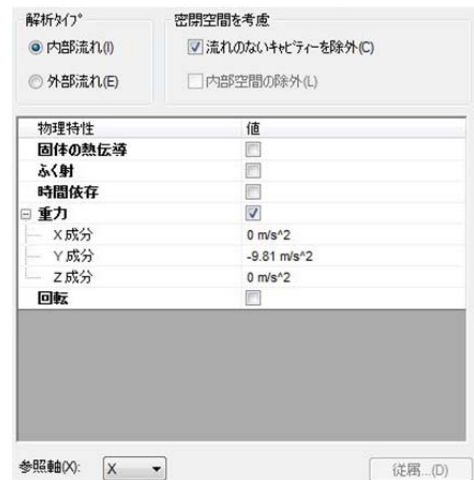 解析タイプ 密閉空間を考慮
内部流れ(I) 流れのないキャビティーを除外(C)
外部流れ(E) 内部空間の除外(L)
物理特性 値
固体の熱伝導
ふく射
時間依存
重力
X 成分 0 m/s^2
Y 成分 -9.81 m/s^2
Z 成分 0 m/s^2
回転
参照軸(X): X 従属...(D)